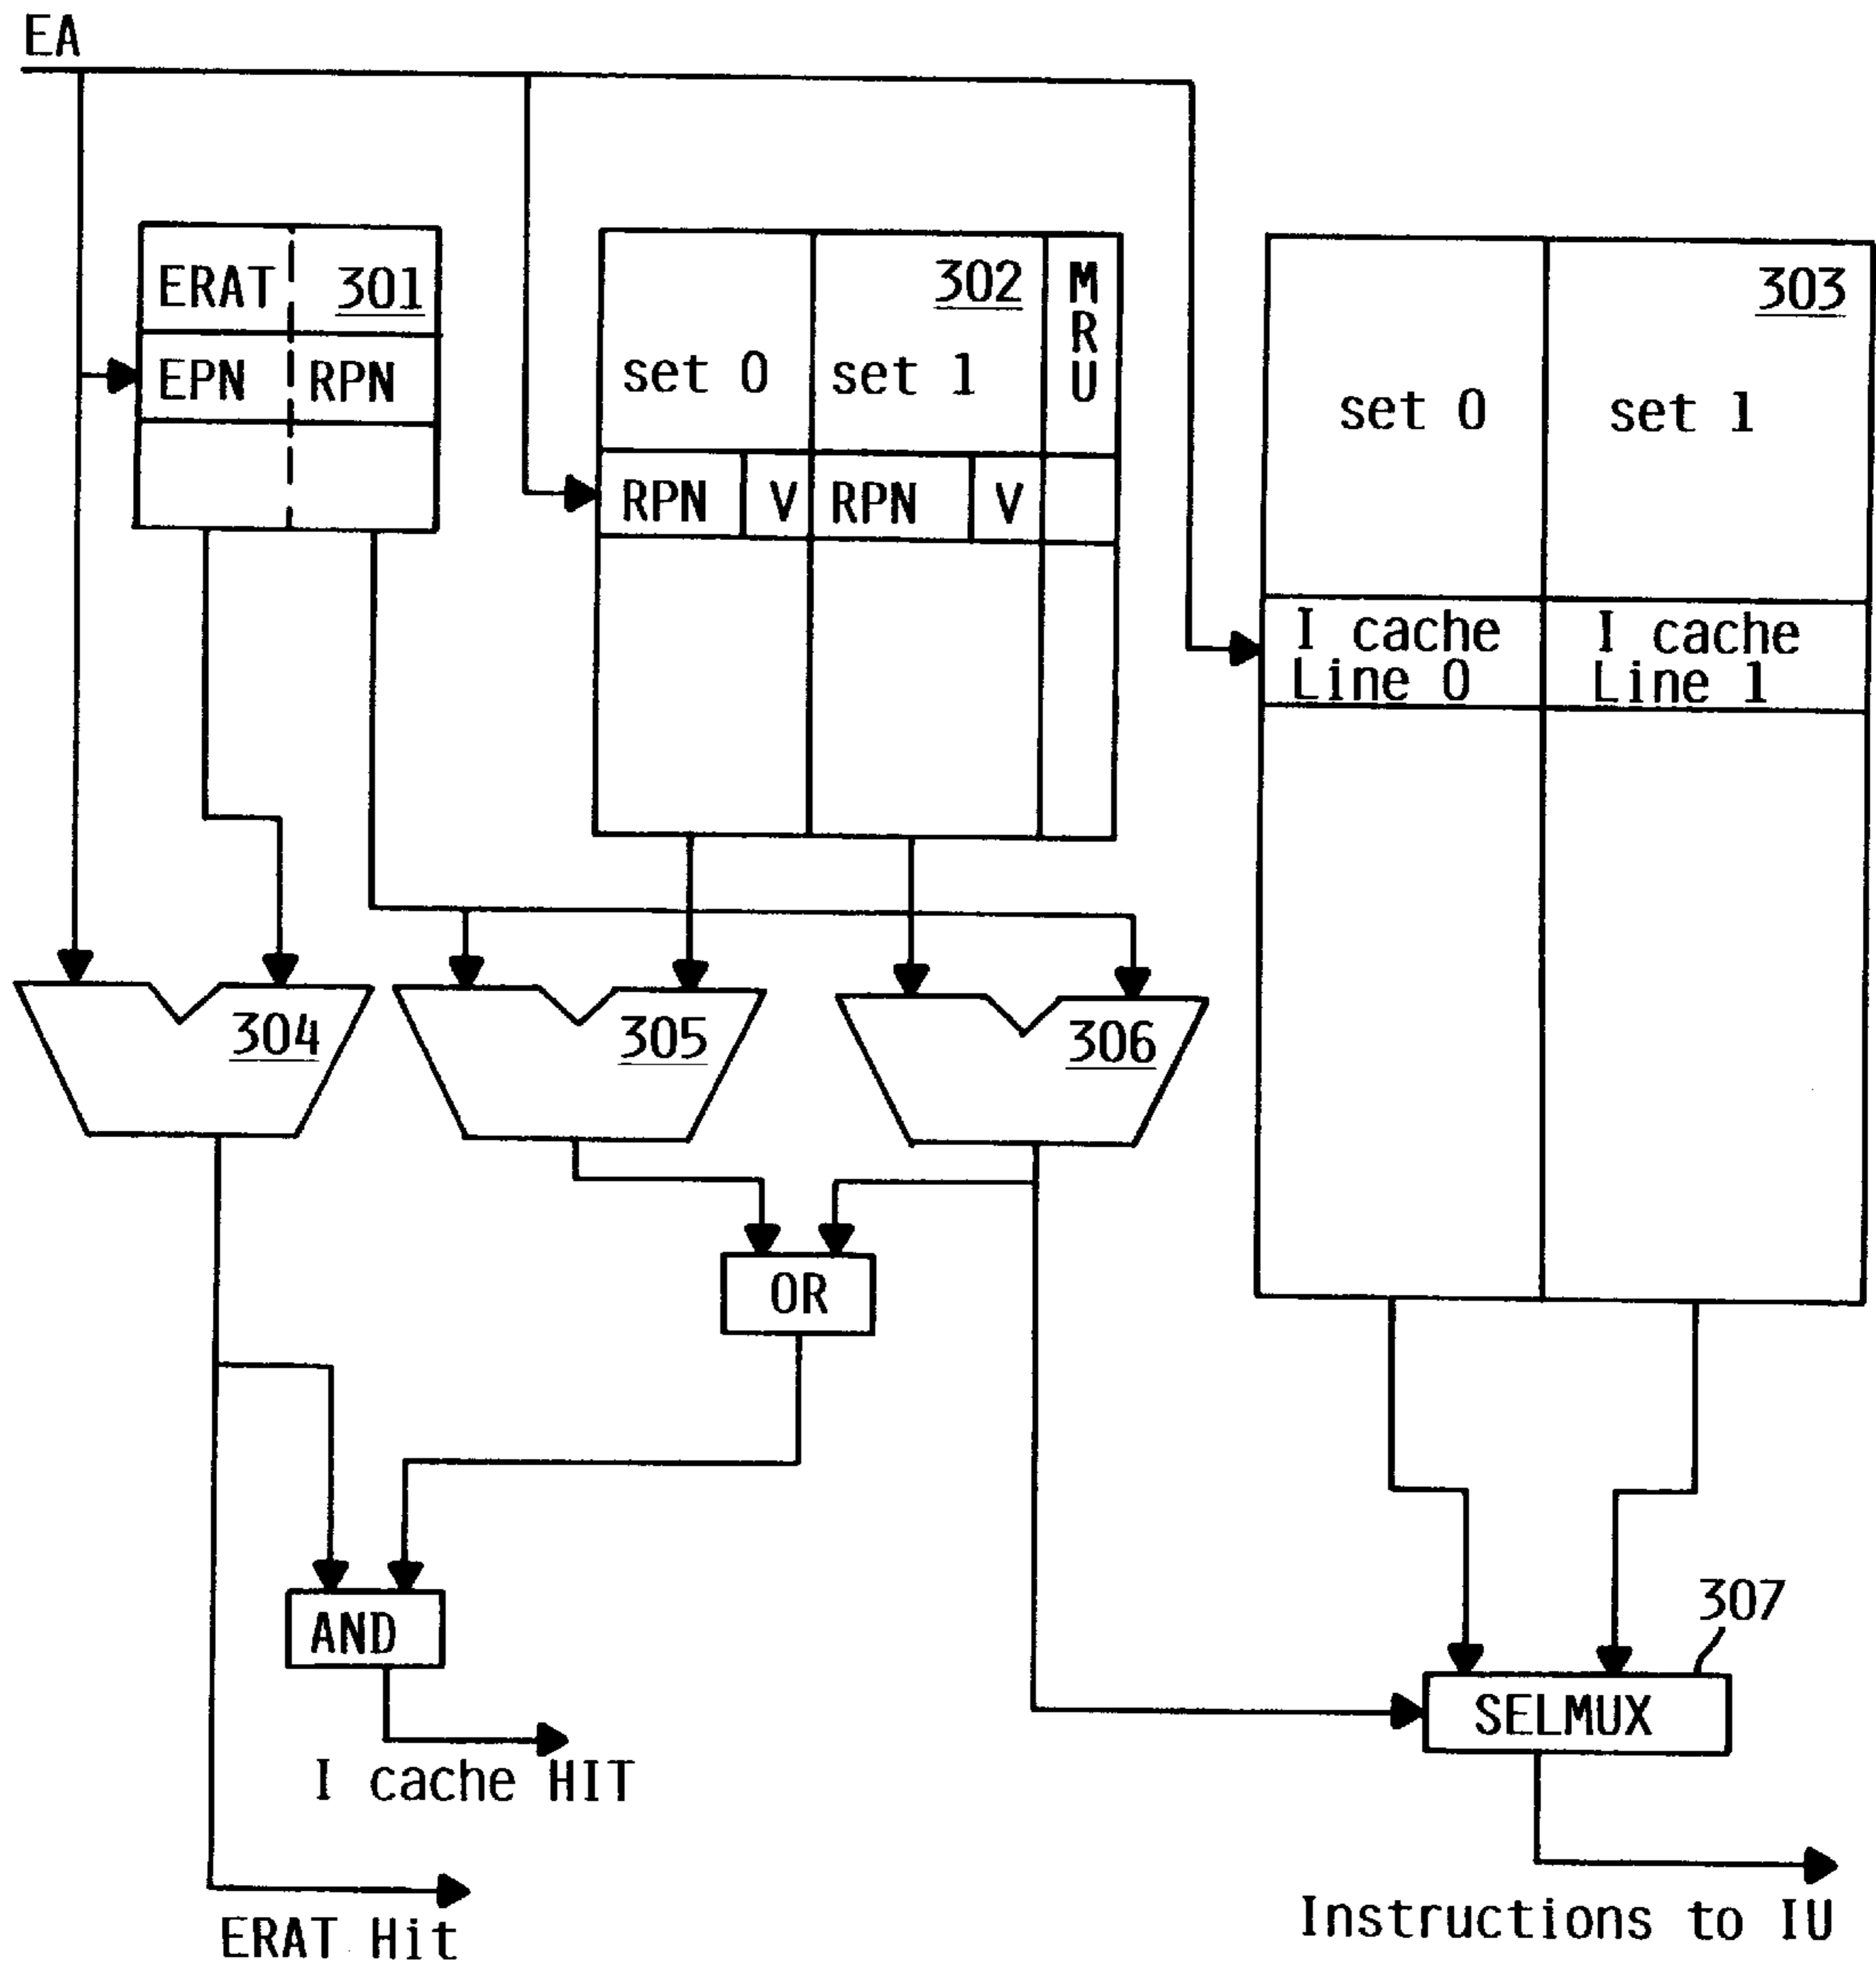 EA
ERAT 301
EPN RPN
302
M
R
U
set 0 set 1
RPN V RPN V
303
set 0 set 1
I cache
Line 0
I cache
Line 1
304
305
306
OR
AND
307
SELMUX
I cache HIT
ERAT Hit
Instructions to IU